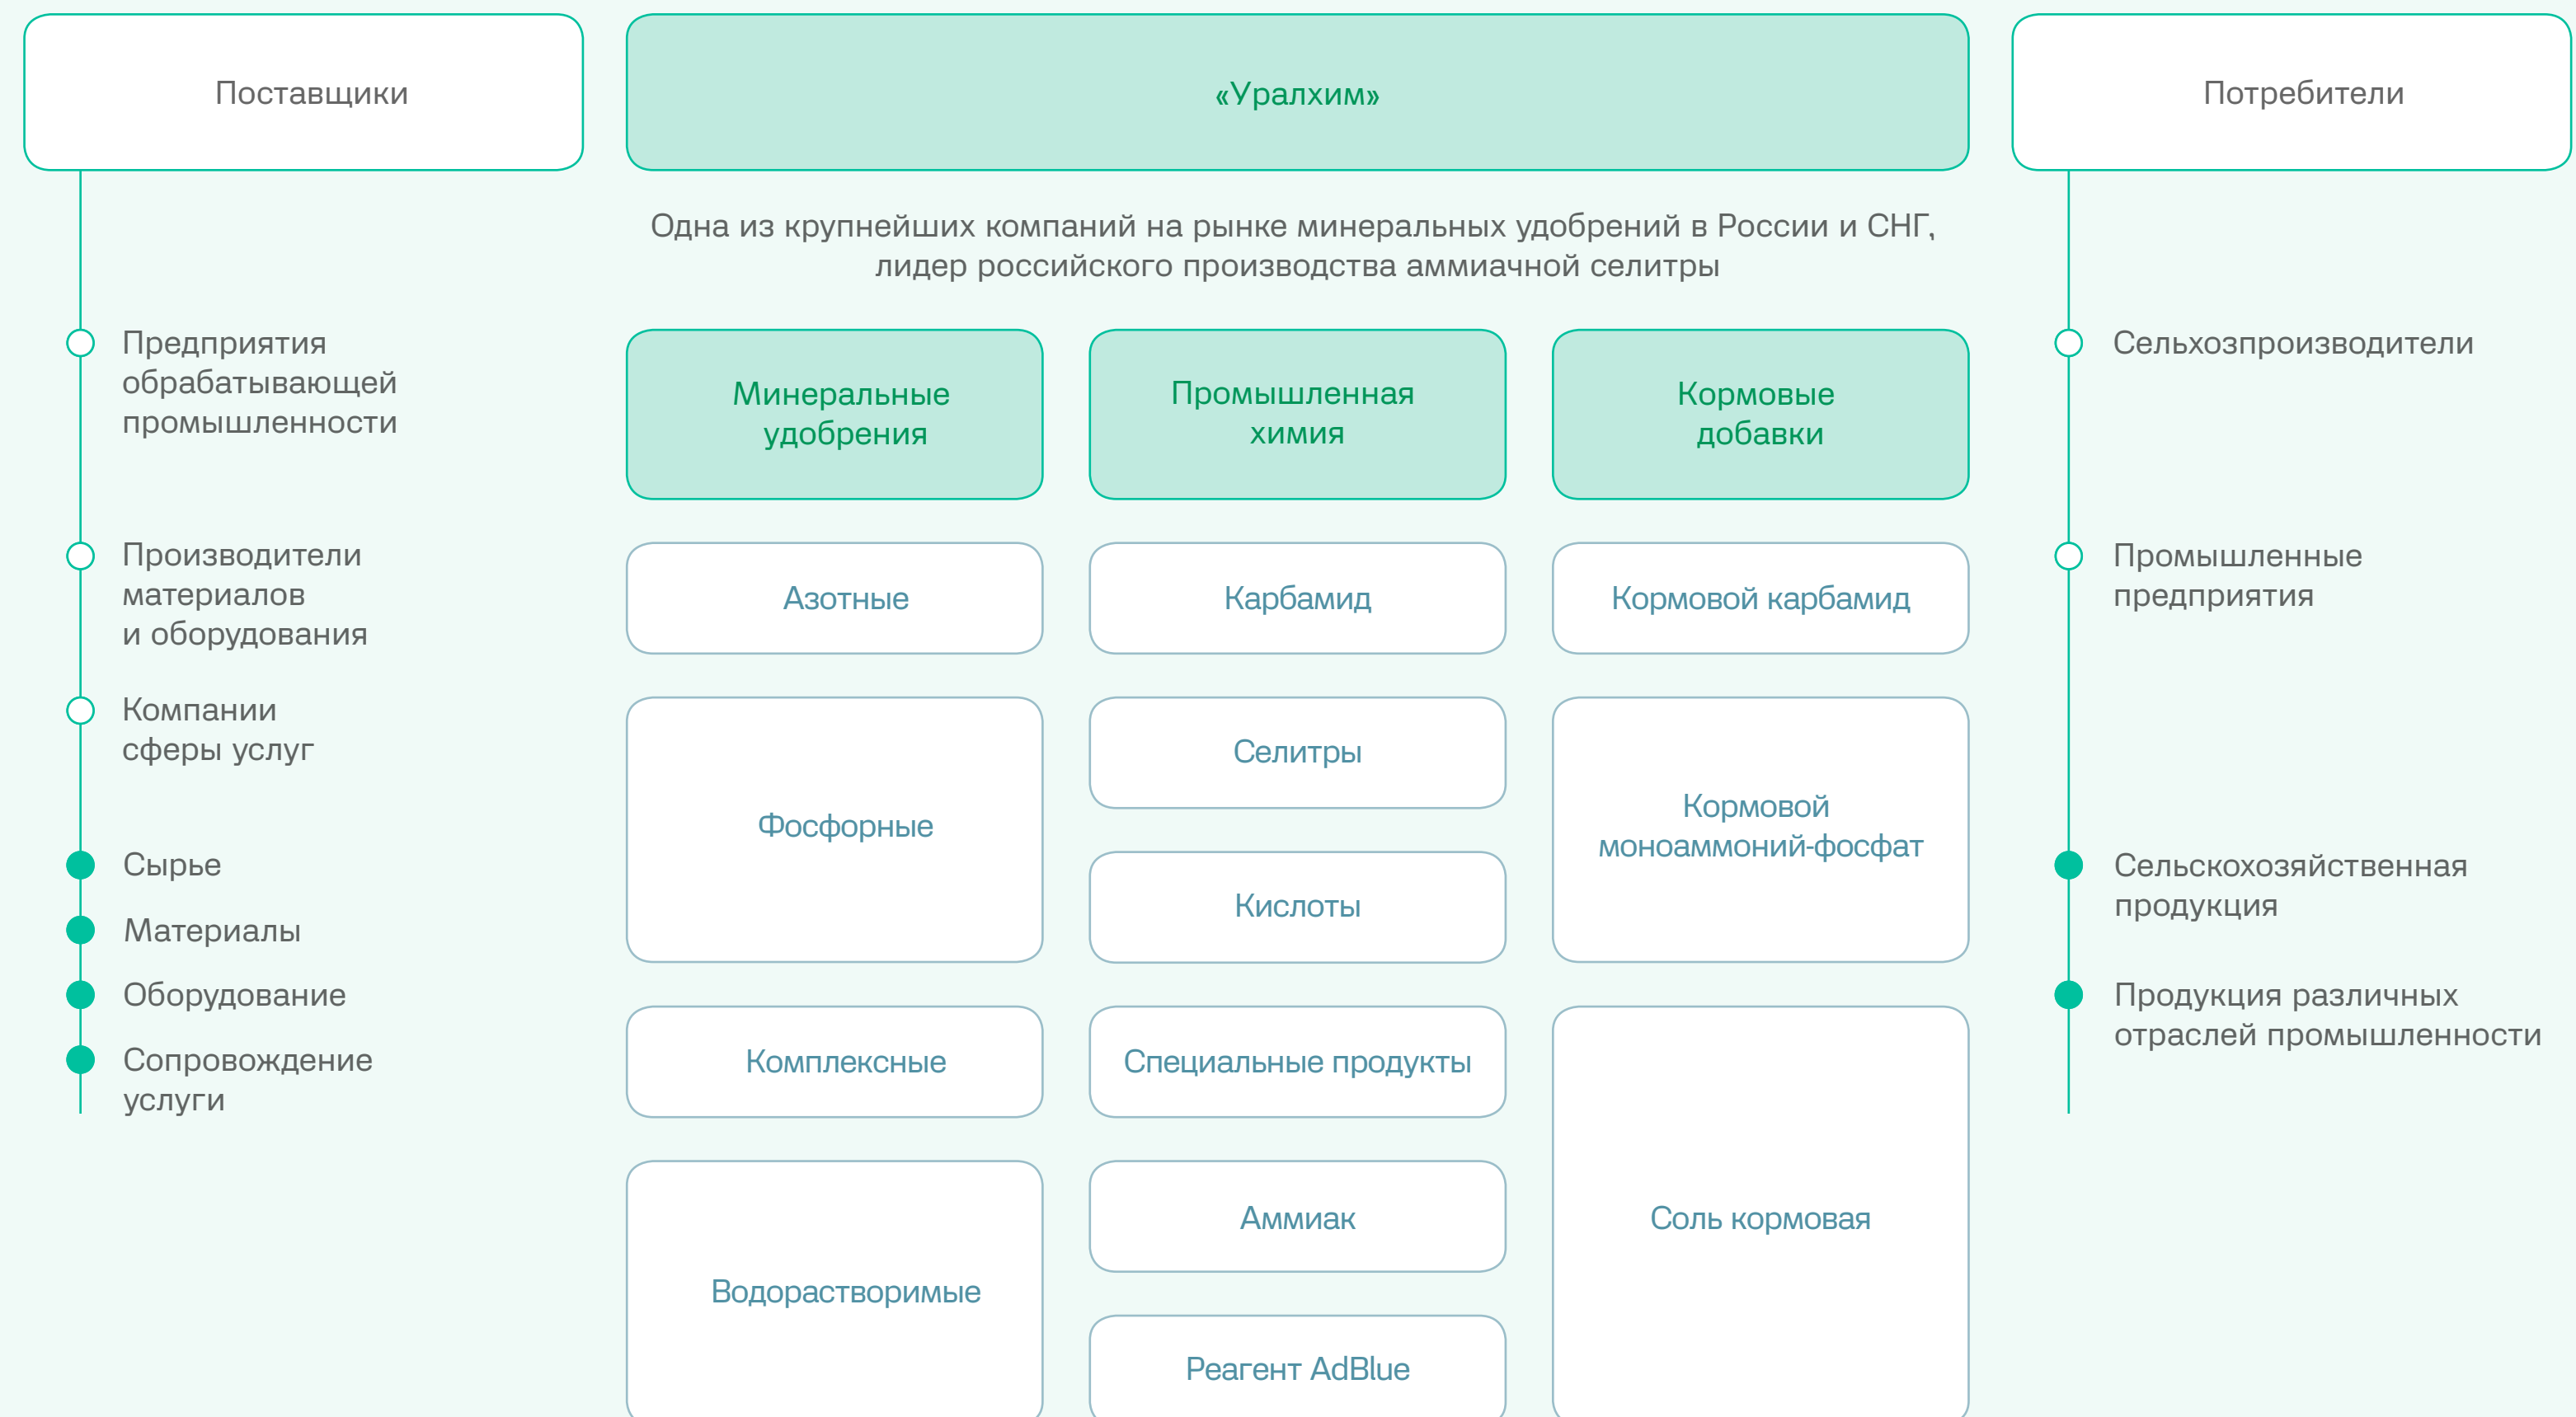 Поставщики
Предприятия
обрабатывающей
промышленности
Производители
материалов
и оборудования
Компании
сферы услуг
Сырье
Материалы
Оборудование
Сопровождение
услуги
«Уралхим»
Одна из крупнейших компаний на рынке минеральных удобрений в России и СНГ,
лидер российского производства аммиачной селитры
Минеральные
удобрения
Азотные
Фосфорные
Комплексные
Водорастворимые
Промышленная
химия
Карбамид
Селитры
Кислоты
Специальные продукты
Аммиак
Реагент AdBlue
Кормовые
добавки
Кормовой карбамид
Кормовой
моноаммоний-фосфат
Соль кормовая
Потребители
Сельхозпроизводители
Промышленные
предприятия
Сельскохозяйственная
продукция
Продукция различных
отраслей промышленности